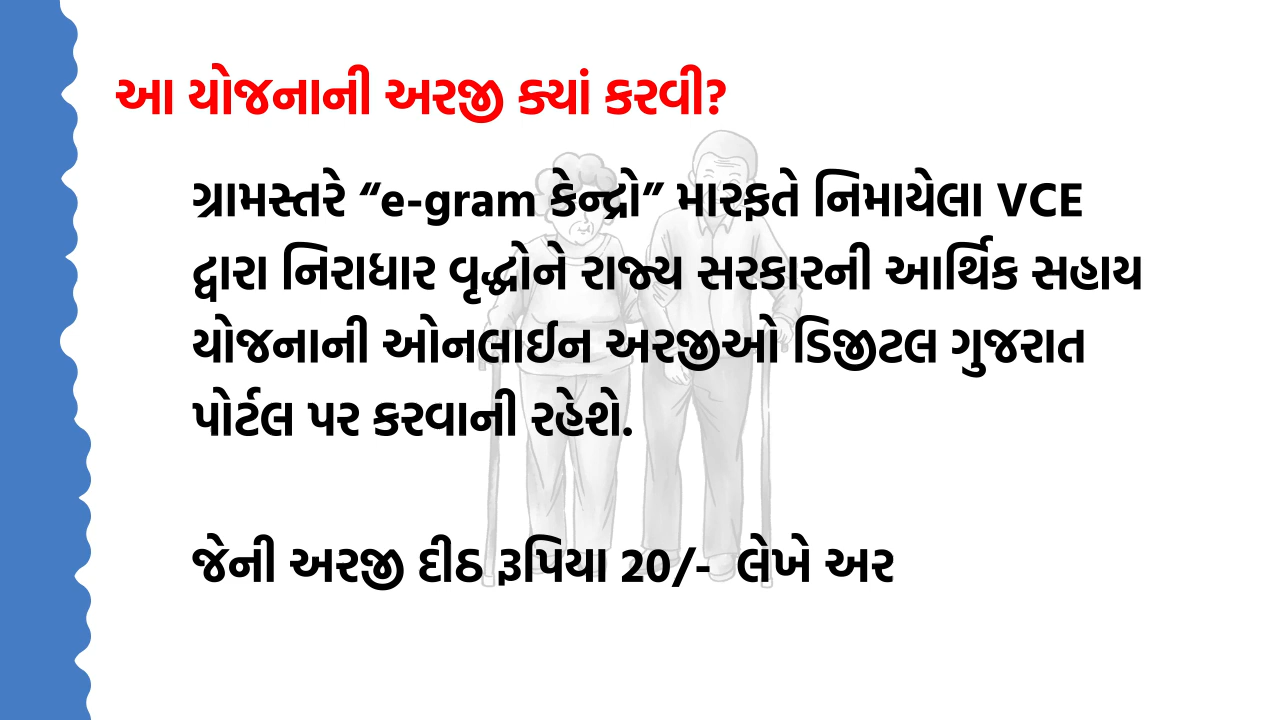 આ યોજનાની અરજી ક્યાં કરવી?
ગ્રામસ્તરે “e-gram કેન્દ્રો” મારફતે નિમાયેલા VCE
દ્વારા નિરાધાર વૃદ્ધોને રાજ્ય સરકારની આર્થિક સહાય
યોજનાની ઓનલાઈન અરજીઓ ડિજીટલ ગુજરાત
પોર્ટલ પર કરવાની રહેશે.
જેની અરજી દીઠ રૂપિયા 20/- લેખે અર